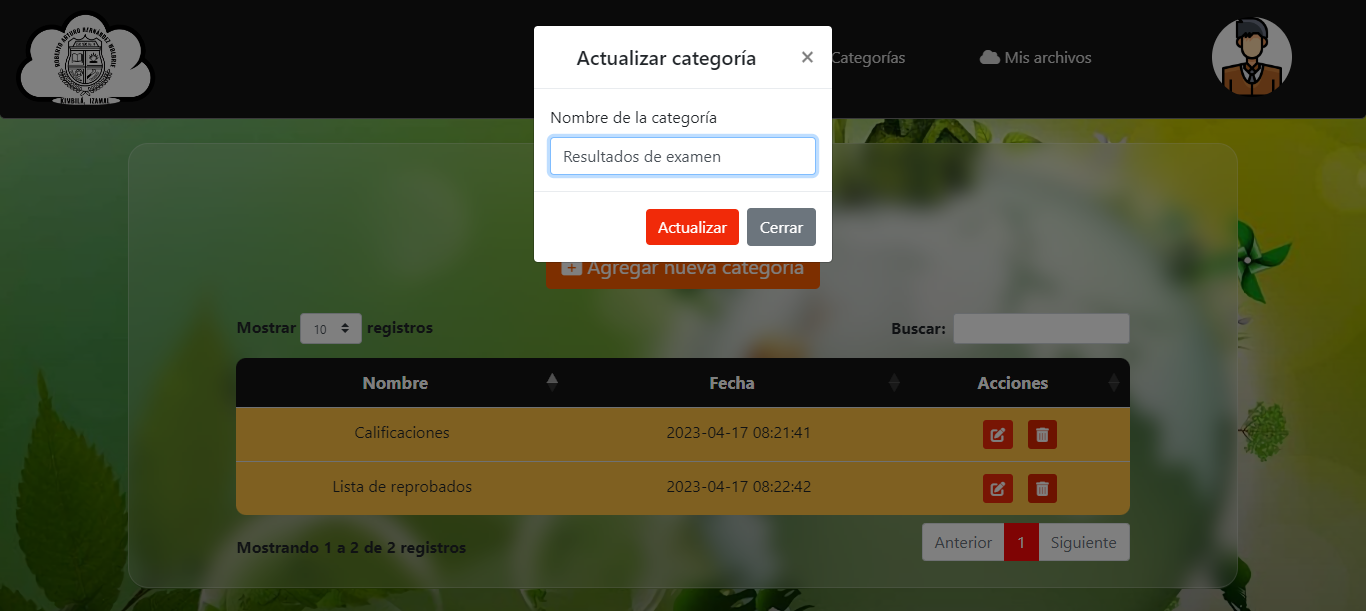 ROBERTO ARTURO HERNÁNDEZ
KIMBILÁ, IZAMAL
Categorías
Mis archivos
Actualizar categoría
×
Nombre de la categoría
Resultados de examen
Actualizar
Cerrar
Agregar nueva categoría
Mostrar 10 registros
Buscar:
Nombre Fecha Acciones
Calificaciones 2023-04-17 08:21:41
Lista de reprobados 2023-04-17 08:22:42
Mostrando 1 a 2 de 2 registros
Anterior 1 Siguiente